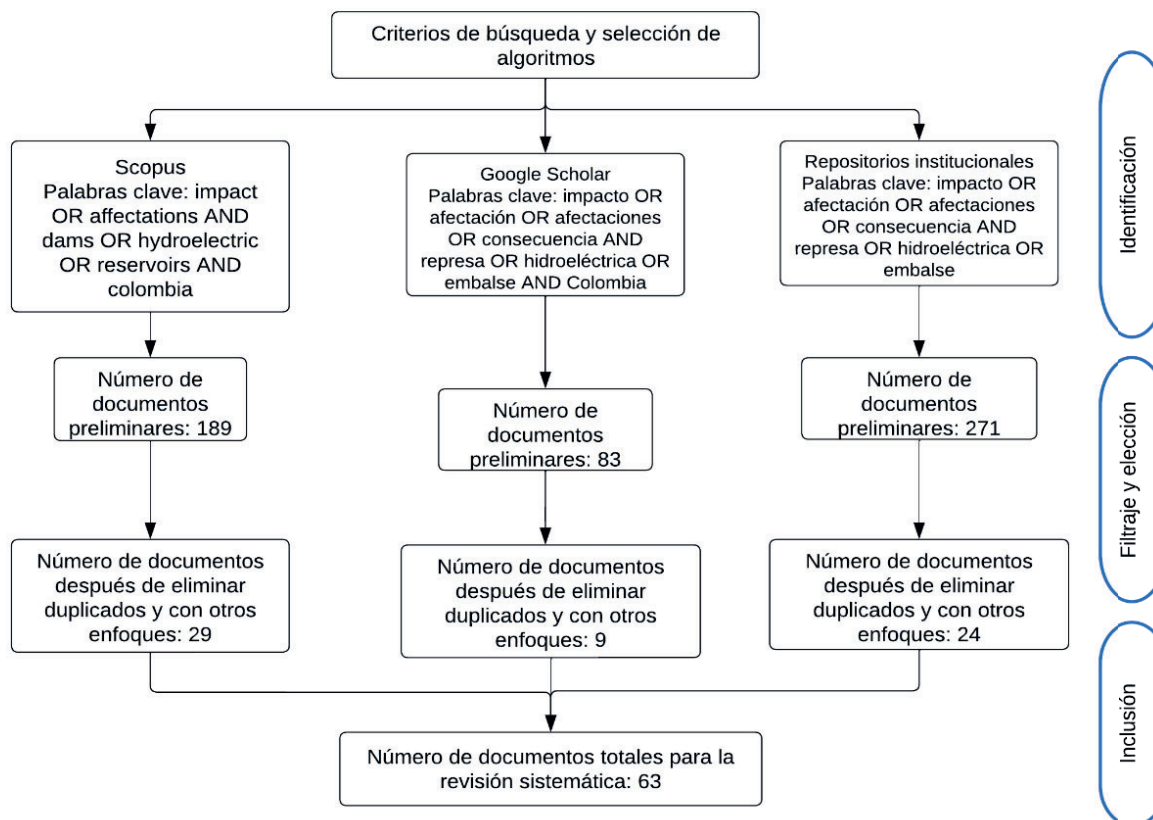 Criterios de búsqueda y selección de
algoritmos
Scopus
Palabras clave: impact
OR affectations AND
dams OR hydroelectric
OR reservoirs AND
colombia
Google Scholar
Palabras clave: impacto OR
afectación OR afectaciones
OR consecuencia AND
represa OR hidroeléctrica OR
embalse AND Colombia
Repositorios institucionales
Palabras clave: impacto OR
afectación OR afectaciones
OR consecuencia AND
represa OR hidroeléctrica OR
embalse
Identificación
Número de
documentos
preliminares: 189
Número de
documentos
preliminares: 83
Número de
documentos
preliminares: 271
Filtraje y elección
Número de documentos
después de eliminar
duplicados y con otros
enfoques: 29
Número de documentos
después de eliminar
duplicados y con otros
enfoques: 9
Número de documentos
después de eliminar
duplicados y con otros
enfoques: 24
Número de documentos totales para la
revisión sistemática: 63
Inclusión